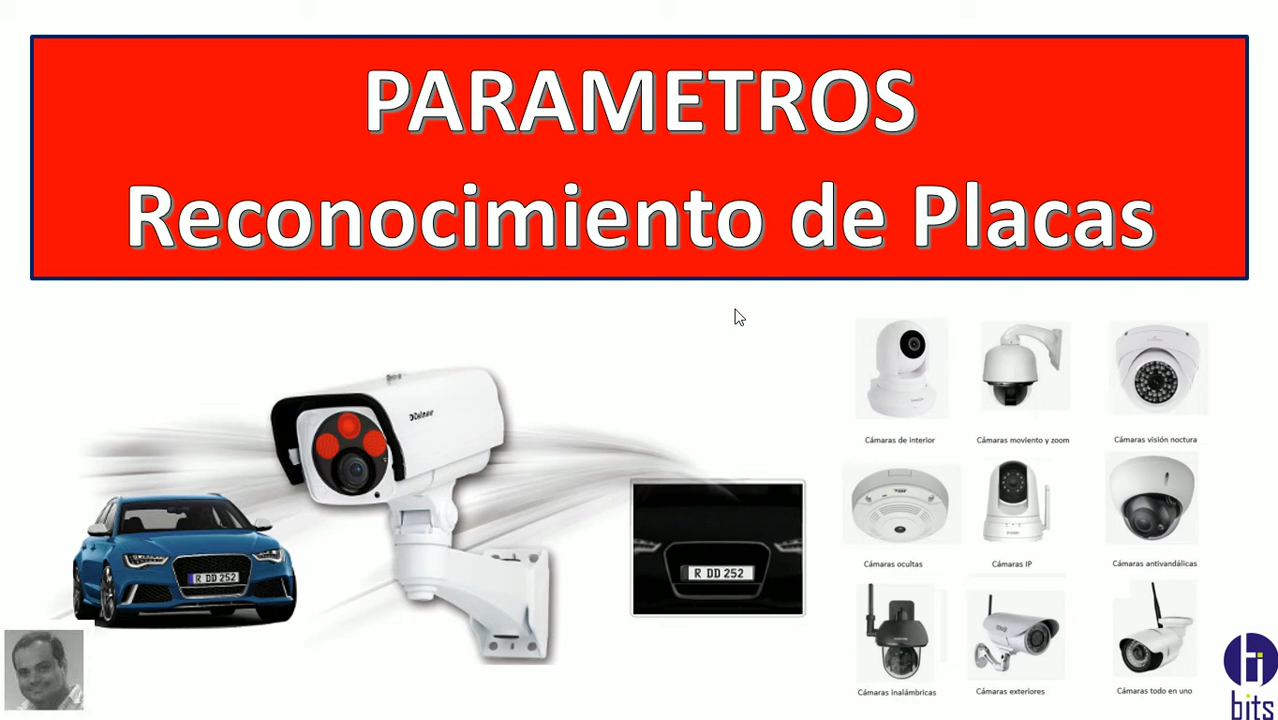 PARAMETROS
Reconocimiento de Placas
R DD 252
R DD 252
Cámaras de interior
Cámaras moviento y zoom
Cámaras visión noctura
Cámaras ocultas
Cámaras IP
Cámaras antivandálicas
Cámaras inalámbricas
Cámaras exteriores
Cámaras todo en uno
bits